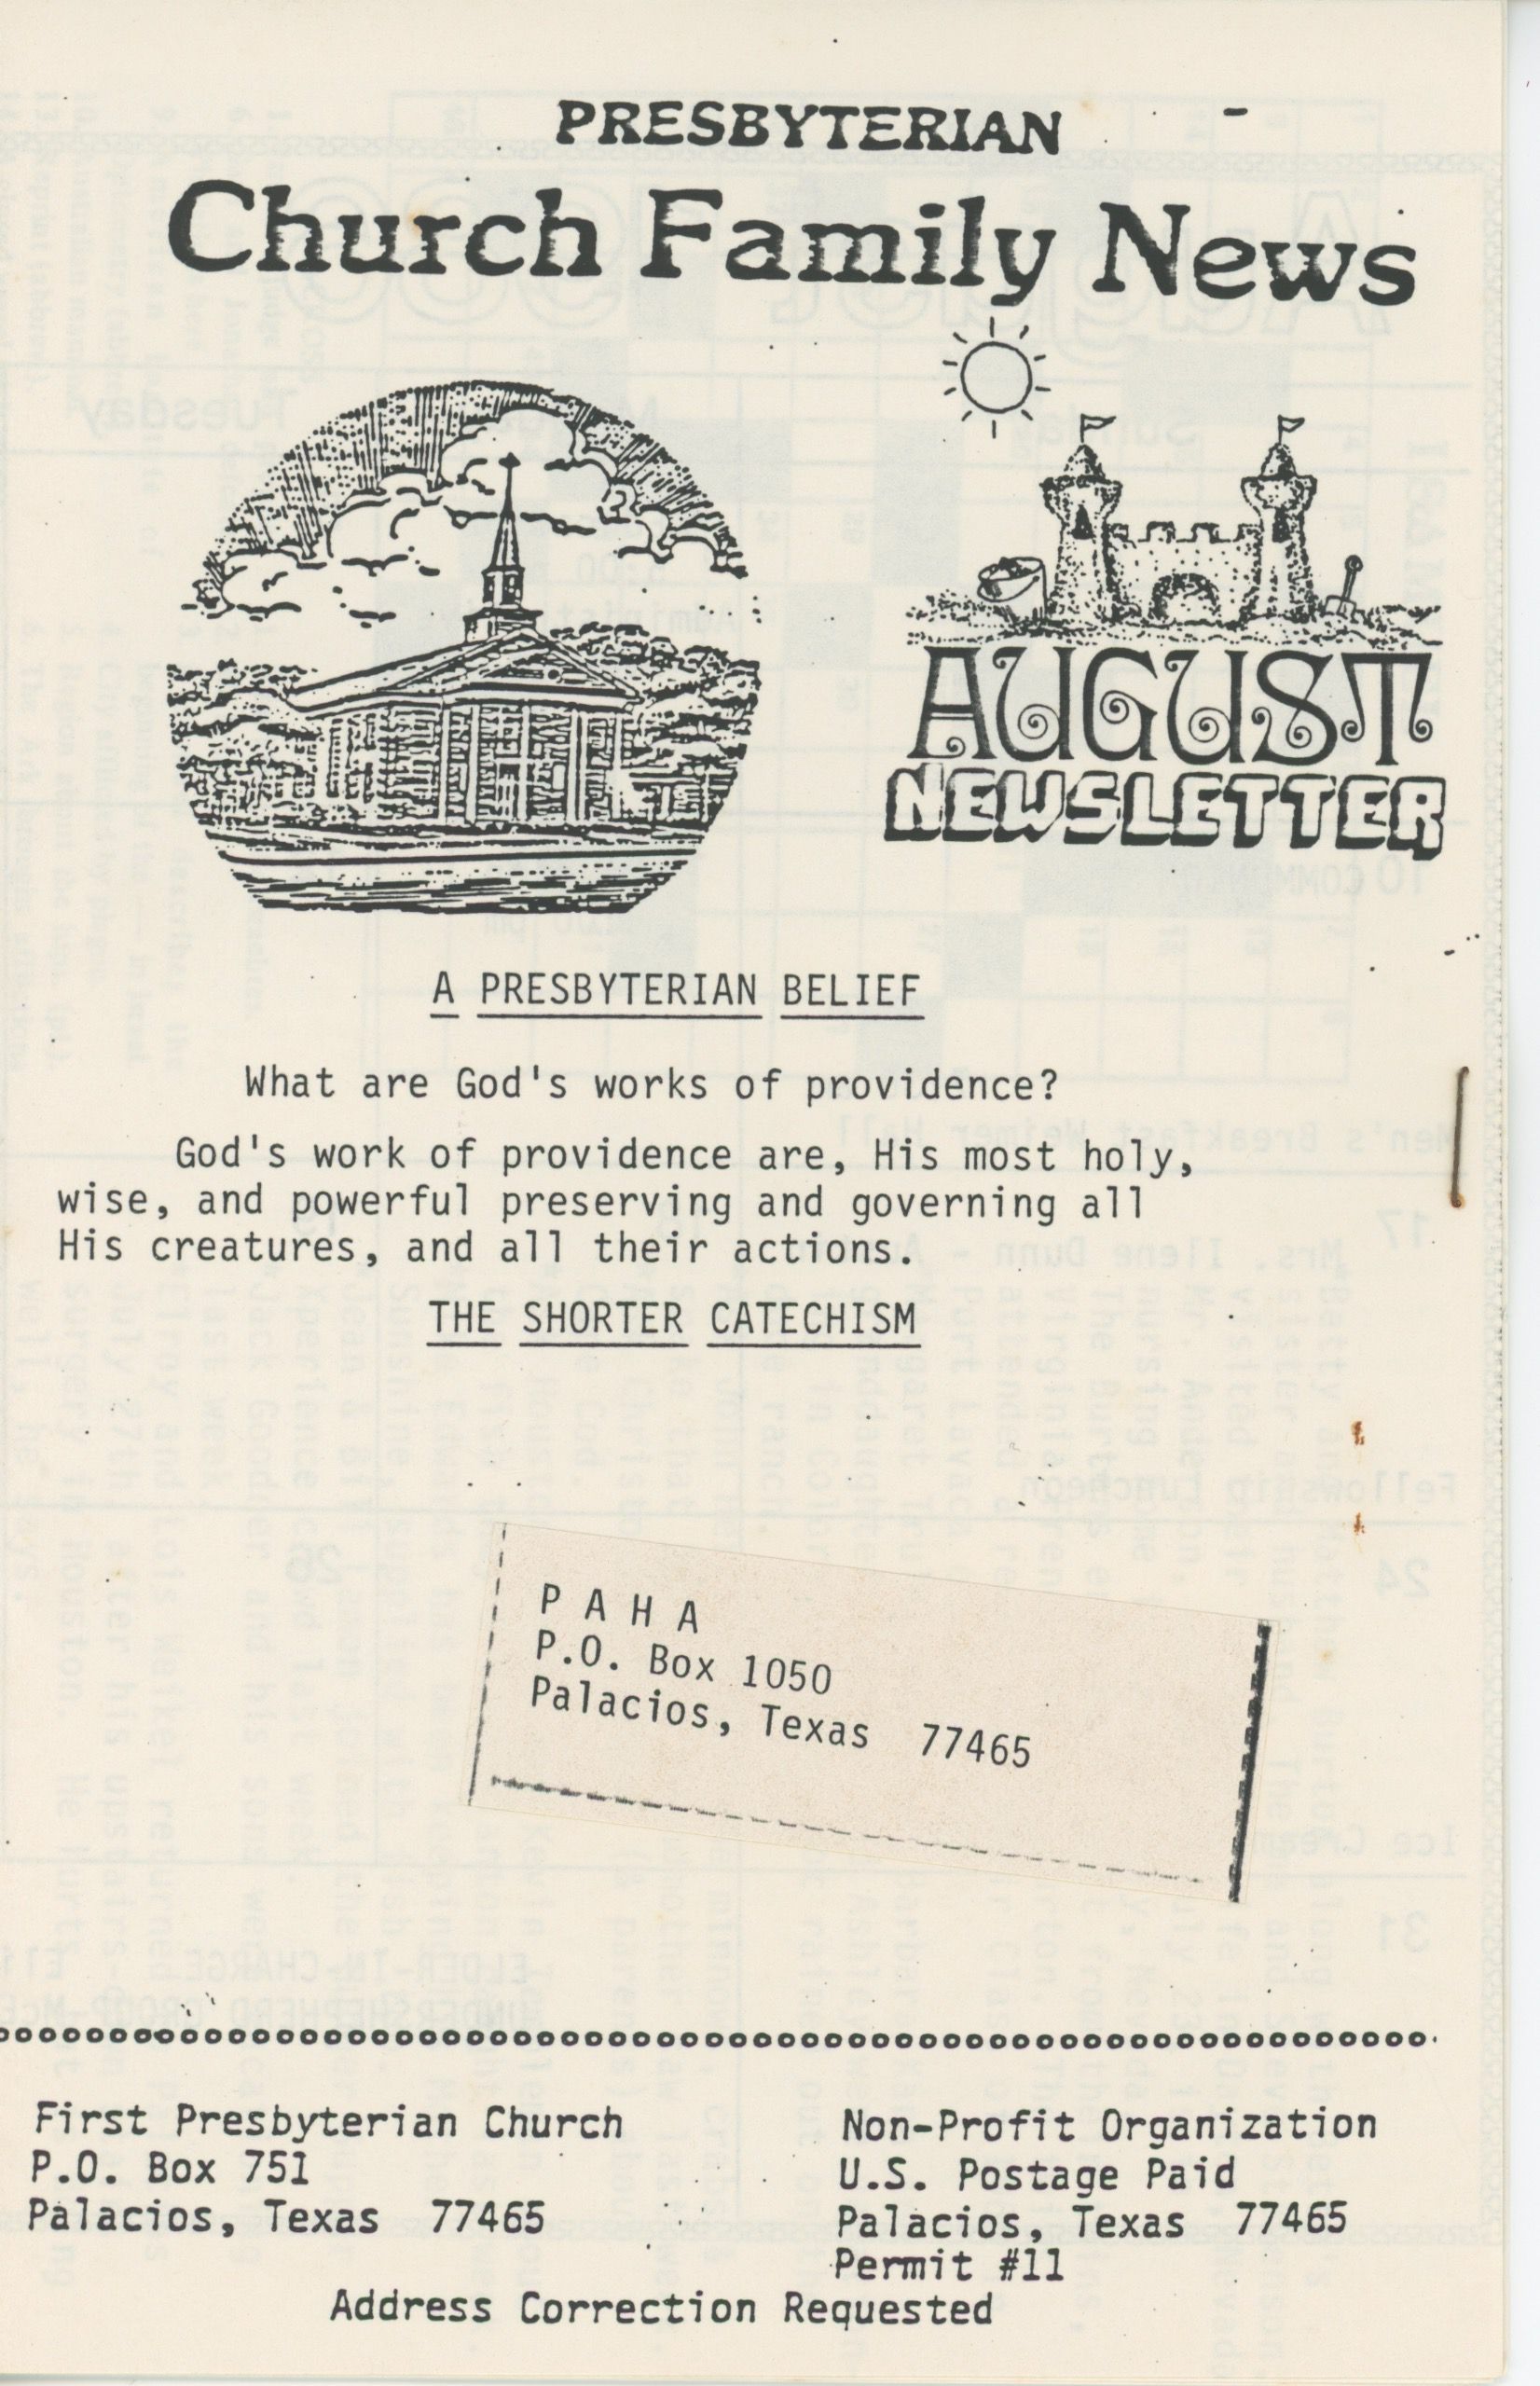 PRESBYTERIAN
Church Family News
AUGUST
NEWSLETTER
A PRESBYTERIAN BELIEF
What are God's works of providence?
God's work of providence are, His most holy,
wise, and powerful preserving and governing all
His creatures, and all their actions.
THE SHORTER CATECHISM
P A H A
P.O. Box 1050
Palacios, Texas 77465
First Presbyterian Church
P.O. Box 751
Palacios, Texas 77465
Non-Profit Organization
U.S. Postage Paid
Palacios, Texas 77465
Permit #11
Address Correction Requested